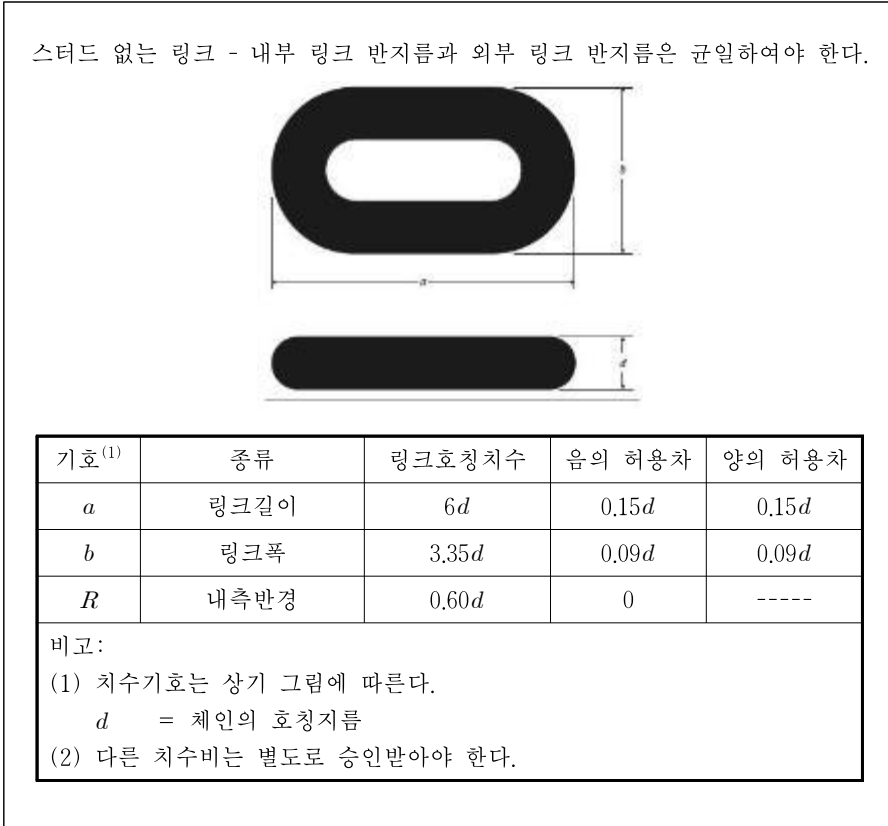 스터드 없는 링크 - 내부 링크 반지름과 외부 링크 반지름은 균일하여야 한다.
b
a
d
기호(1) 종류 링크호칭치수 음의 허용차 양의 허용차
a 링크길이 6d 0.15d 0.15d
b 링크폭 3.35d 0.09d 0.09d
R 내측반경 0.60d 0 -----
비고:
(1) 치수기호는 상기 그림에 따른다.
d = 체인의 호칭지름
(2) 다른 치수비는 별도로 승인받아야 한다.